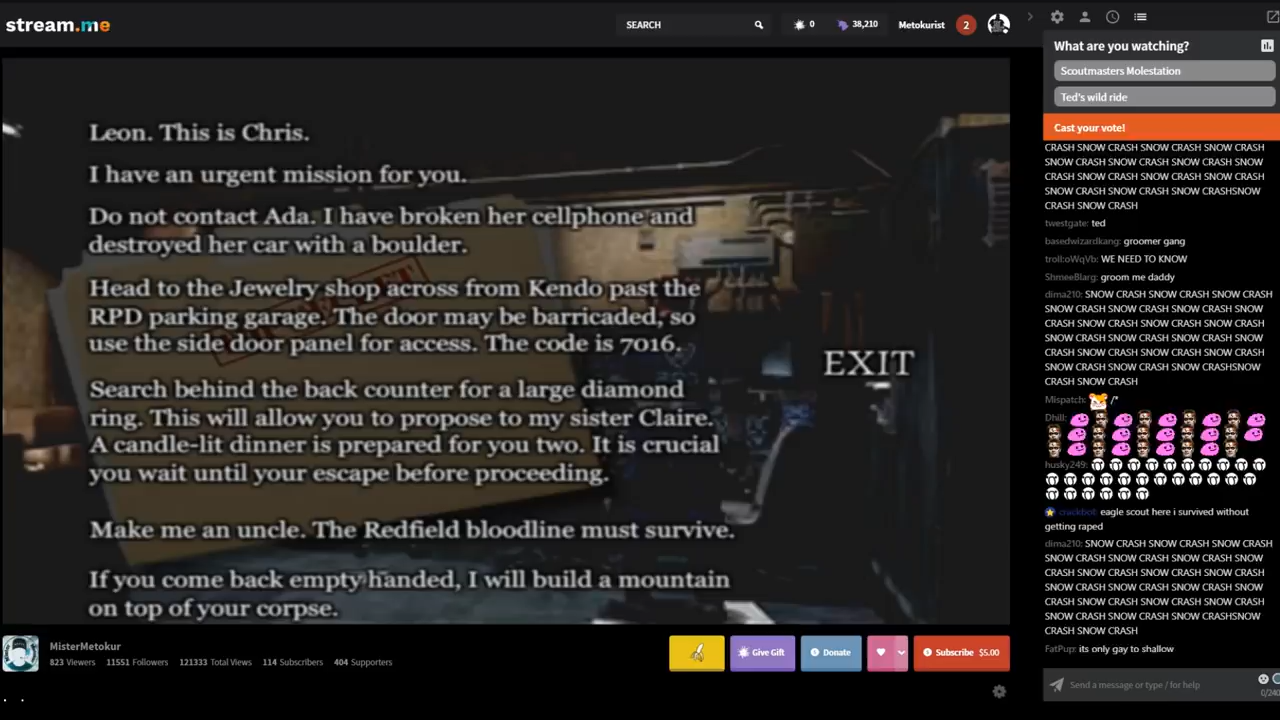 stream.me
SEARCH
0
38,210
Metokurist
2
Leon. This is Chris.
I have an urgent mission for you.
Do not contact Ada. I have broken her cellphone and
destroyed her car with a boulder.
Head to the Jewelry shop across from Kendo past the
RPD parking garage. The door may be barricaded, so
use the side door panel for access. The code is 7016.
Search behind the back counter for a large diamond
ring. This will allow you to propose to my sister Claire.
A candle-lit dinner is prepared for you two. It is crucial
you wait until your escape before proceeding.
Make me an uncle. The Redfield bloodline must survive.
If you come back empty handed, I will build a mountain
on top of your corpse.
EXIT
MisterMetokur
823 Viewers 11551 Followers 121333 Total Views 114 Subscribers 404 Supporters
Give Gift
Donate
Subscribe $5.00
What are you watching?
Scoutmasters Molestation
Ted's wild ride
Cast your vote!
CRASH SNOW CRASH SNOW CRASH SNOW CRASH
SNOW CRASH SNOW CRASH SNOW CRASH SNOW
CRASH SNOW CRASH SNOW CRASH SNOW CRASH
SNOW CRASH SNOW CRASH SNOW CRASHSNOW
CRASH SNOW CRASH
twestgate: ted
basedwizardkang: groomer gang
troll:oWqVb: WE NEED TO KNOW
ShmeeBlarg: groom me daddy
dima210: SNOW CRASH SNOW CRASH SNOW CRASH
SNOW CRASH SNOW CRASH SNOW CRASH SNOW
CRASH SNOW CRASH SNOW CRASH SNOW CRASH
SNOW CRASH SNOW CRASH SNOW CRASH SNOW
CRASH SNOW CRASH SNOW CRASH SNOW CRASH
SNOW CRASH SNOW CRASH SNOW CRASHSNOW
CRASH SNOW CRASH
Mispatch: /*
Dhill:
husky249:
crackbot: eagle scout here i survived without
getting raped
dima210: SNOW CRASH SNOW CRASH SNOW CRASH
SNOW CRASH SNOW CRASH SNOW CRASH SNOW
CRASH SNOW CRASH SNOW CRASH SNOW CRASH
SNOW CRASH SNOW CRASH SNOW CRASH SNOW
CRASH SNOW CRASH SNOW CRASH SNOW CRASH
SNOW CRASH SNOW CRASH SNOW CRASHSNOW
CRASH SNOW CRASH
FatPup: its only gay to shallow
Send a message or type / for help
0/240